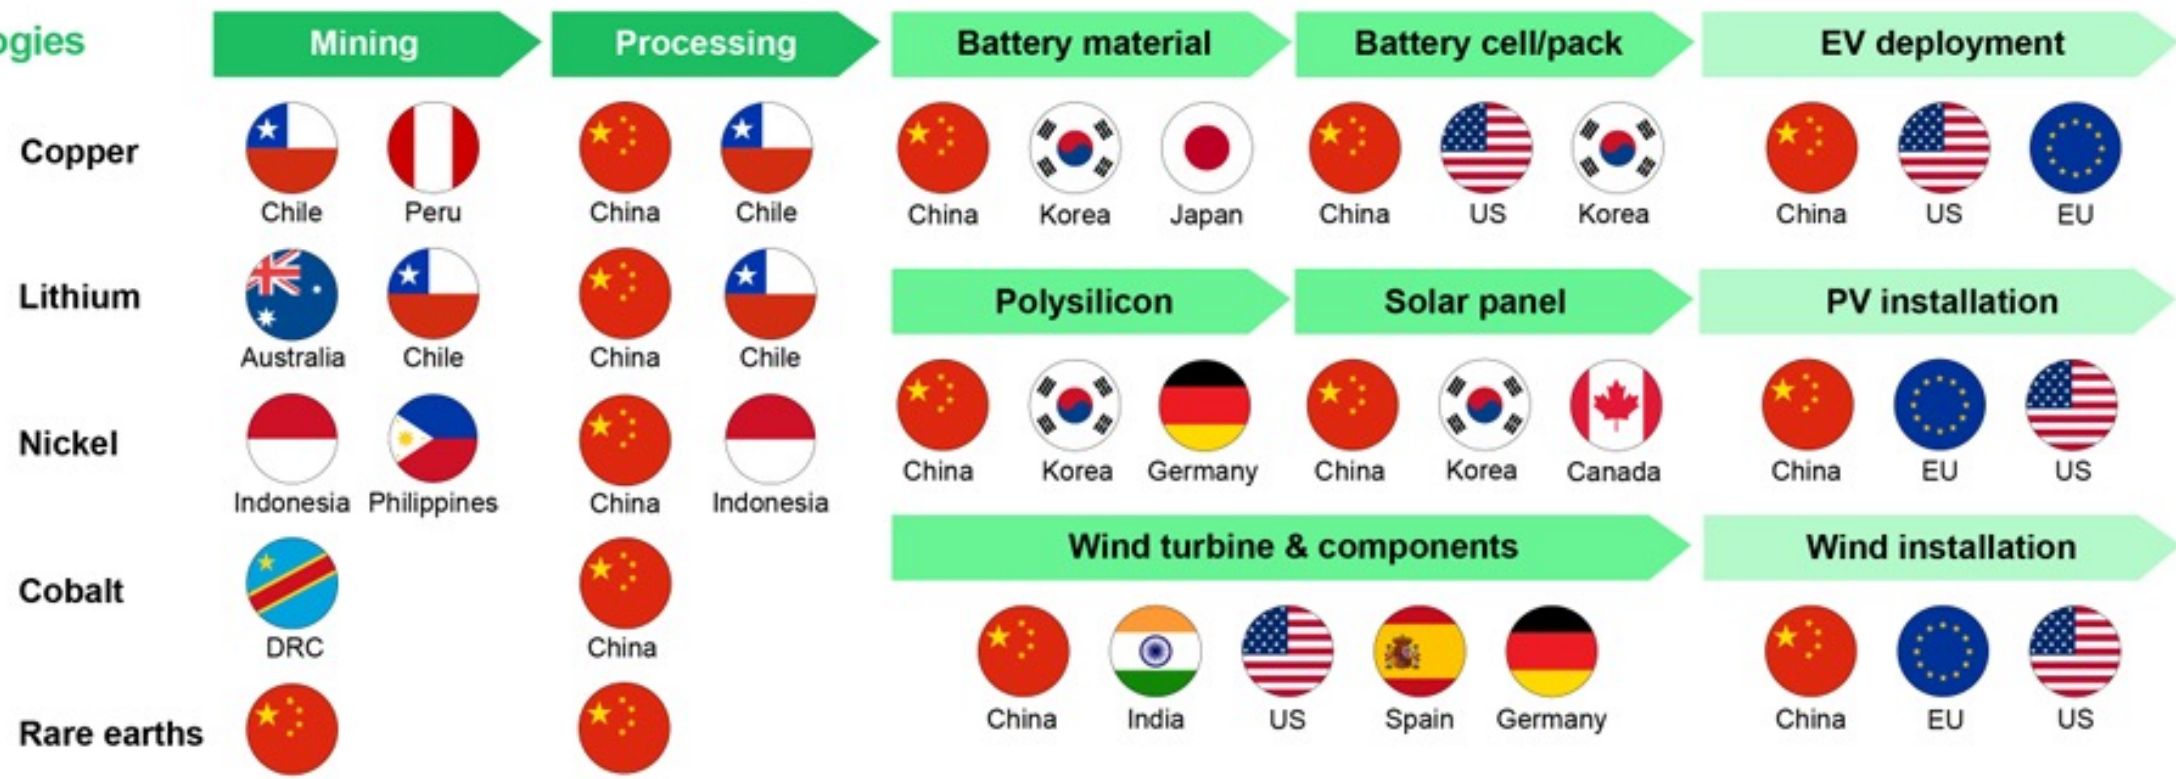 ogies
Mining Processing Battery material Battery cell/pack EV deployment
Copper
Chile Peru China Chile China Korea Japan China US Korea China US EU
Lithium
Polysilicon Solar panel PV installation
Australia Chile China Chile
Nickel
China Korea Germany China Korea Canada China EU US
Indonesia Philippines China Indonesia
Wind turbine & components Wind installation
Cobalt
DRC China
China India US Spain Germany China EU US
Rare earths